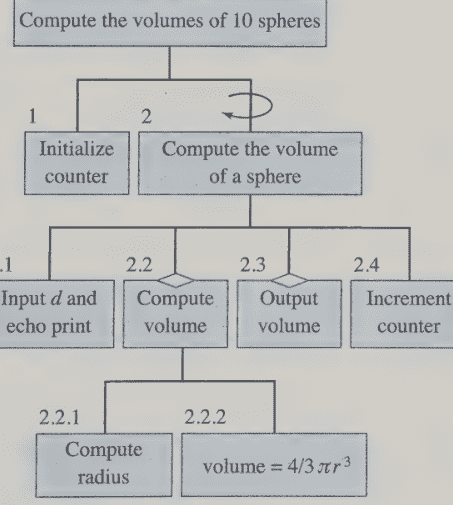 Compute the volumes of 10 spheres
1
2
Initialize
counter
Compute the volume
of a sphere
.1
2.2
2.3
2.4
Input d and
echo print
Compute
volume
Output
volume
Increment
counter
2.2.1
2.2.2
Compute
radius
volume = 4/3 πr³